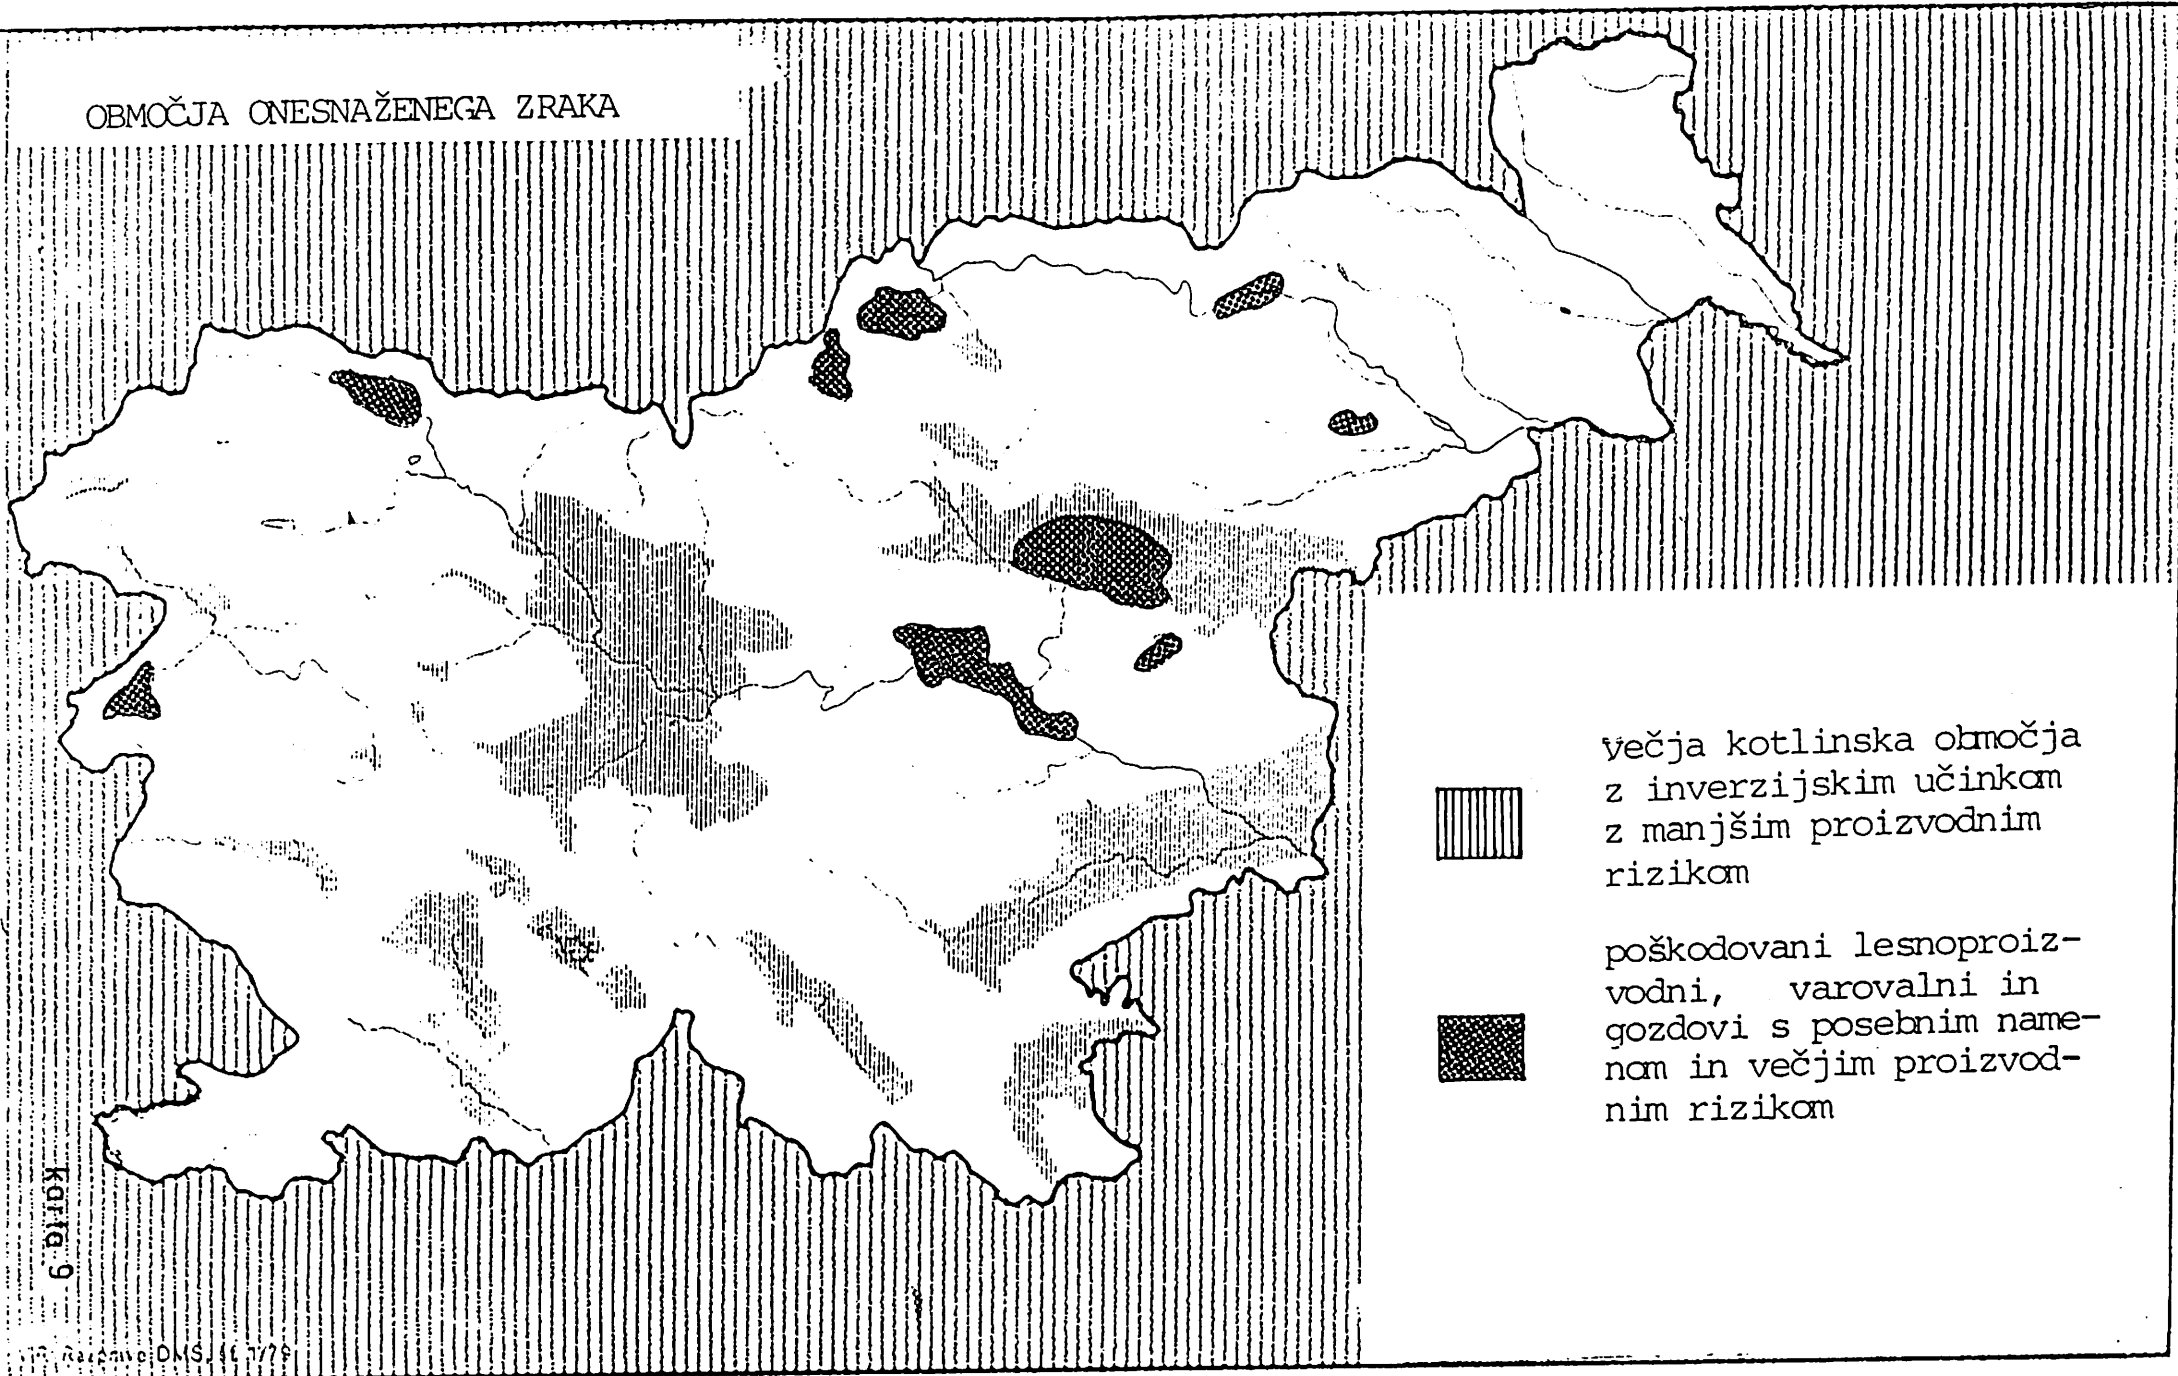 OBMOČJA ONESNAŽENEGA ZRAKA
večja kotlinska območja
z inverzijskim učinkom
z manjšim proizvodnim
rizikom
poškodovani lesnoproiz-
vodni, varovalni in
gozdovi s posebnim name-
nom in večjim proizvod-
nim rizikom
Karta 9